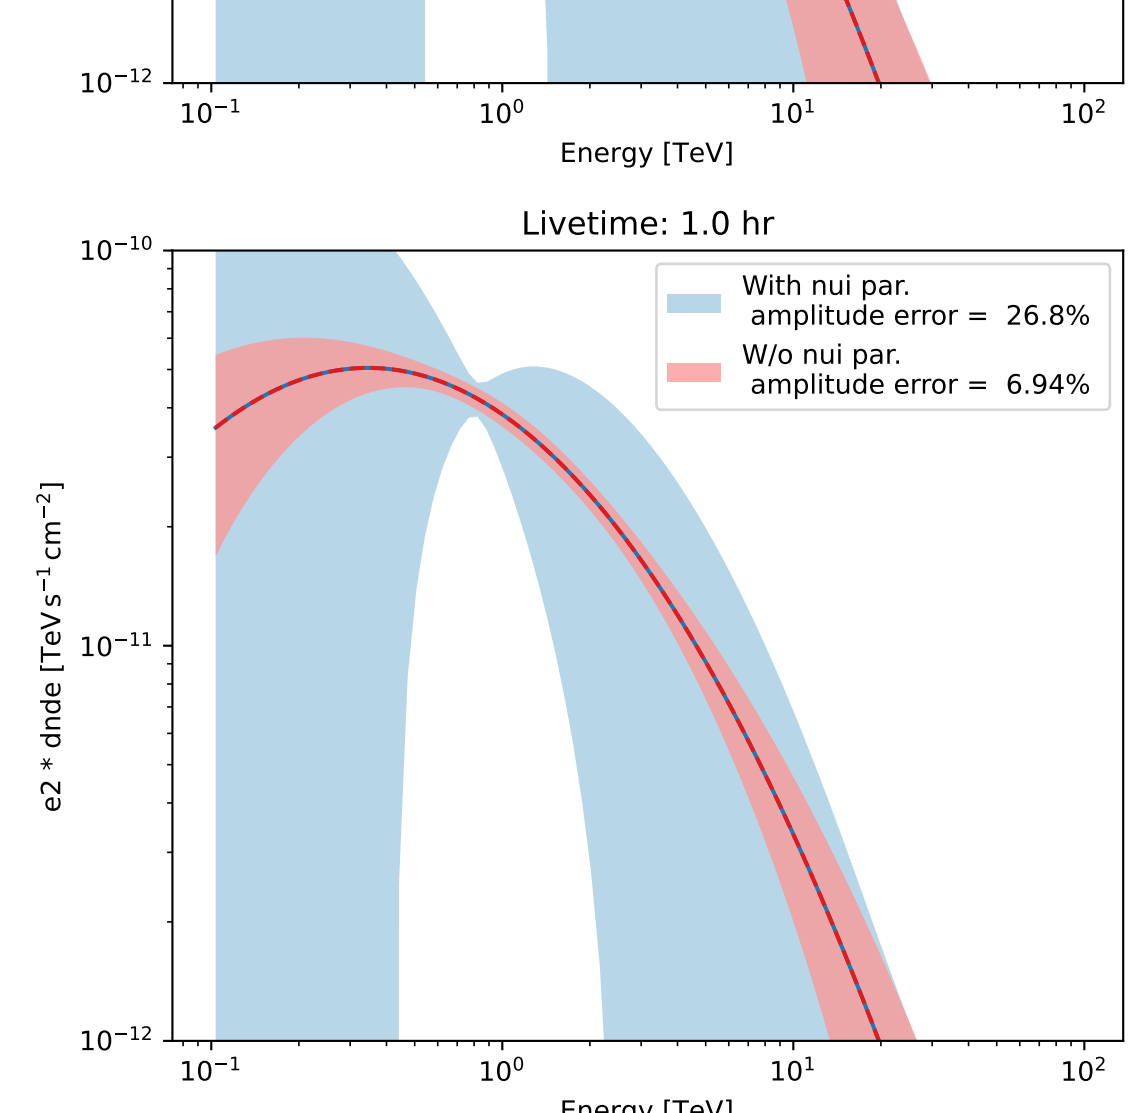 10⁻¹²
10⁻¹ 10⁰ 10¹ 10²
Energy [TeV]
Livetime: 1.0 hr
10⁻¹⁰
With nui par.
amplitude error = 26.8%
W/o nui par.
amplitude error = 6.94%
e2 * dnde [TeV s⁻¹ cm⁻²]
10⁻¹¹
10⁻¹²
10⁻¹ 10⁰ 10¹ 10²
Energy [TeV]